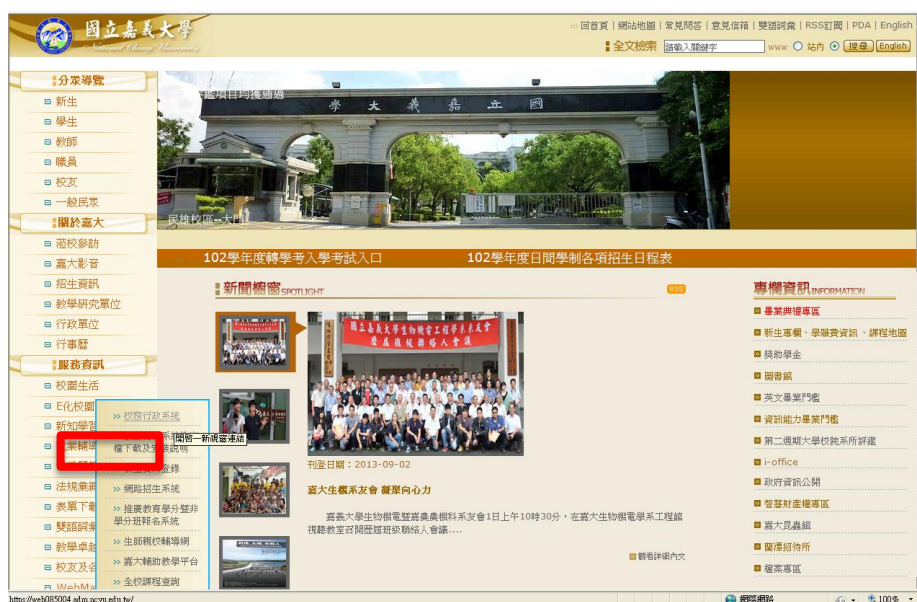 國立嘉義大學
National Chiayi University
回首頁 | 網站地圖 | 常見問答 | 意見信箱 | 雙語詞彙 | RSS訂閱 | PDA | English
全文檢索 請輸入關鍵字 www 站內 搜尋 English
分眾導覽
新生
學生
教師
職員
校友
一般民眾
關於嘉大
蒞校參訪
嘉大影音
招生資訊
教學研究單位
行政單位
行事曆
服務資訊
校園生活
E化校園
新知學習
法規彙編
表單下載
雙語詞彙
教學卓越
校友及各
WebMa
項目均獲通過
學大義嘉立國
民雄校區--大門
102學年度轉學考入學考試入口 102學年度日間學制各項招生日程表
新聞櫥窗 SPOTLIGHT RSS
國立嘉義大學生物機電工程學系系友會
歷屆班級聯絡人會議
刊登日期：2013-09-02
嘉大生機系友會 凝聚向心力
嘉義大學生物機電暨嘉農農機科系友會1日上午10時30分，在嘉大生物機電學系工程館
視聽教室召開歷屆班級聯絡人會議....
觀看詳細內文
校務行政系統
開啟一新視窗連結
檔下載及安裝說明
登錄
網路招生系統
推廣教育學分暨非
學分班報名系統
生師親校輔導網
嘉大輔助教學平台
全校課程查詢
專欄資訊 INFORMATION
畢業典禮專區
新生專欄、學雜費資訊、課程地圖
獎助學金
圖書館
英文畢業門檻
資訊能力畢業門檻
第二週期大學校院系所評鑑
i-office
政府資訊公開
智慧財產權專區
嘉大昆蟲館
蘭潭招待所
檔案專區
https://web085004.adm.ncyu.edu.tw/
網際網路 100%